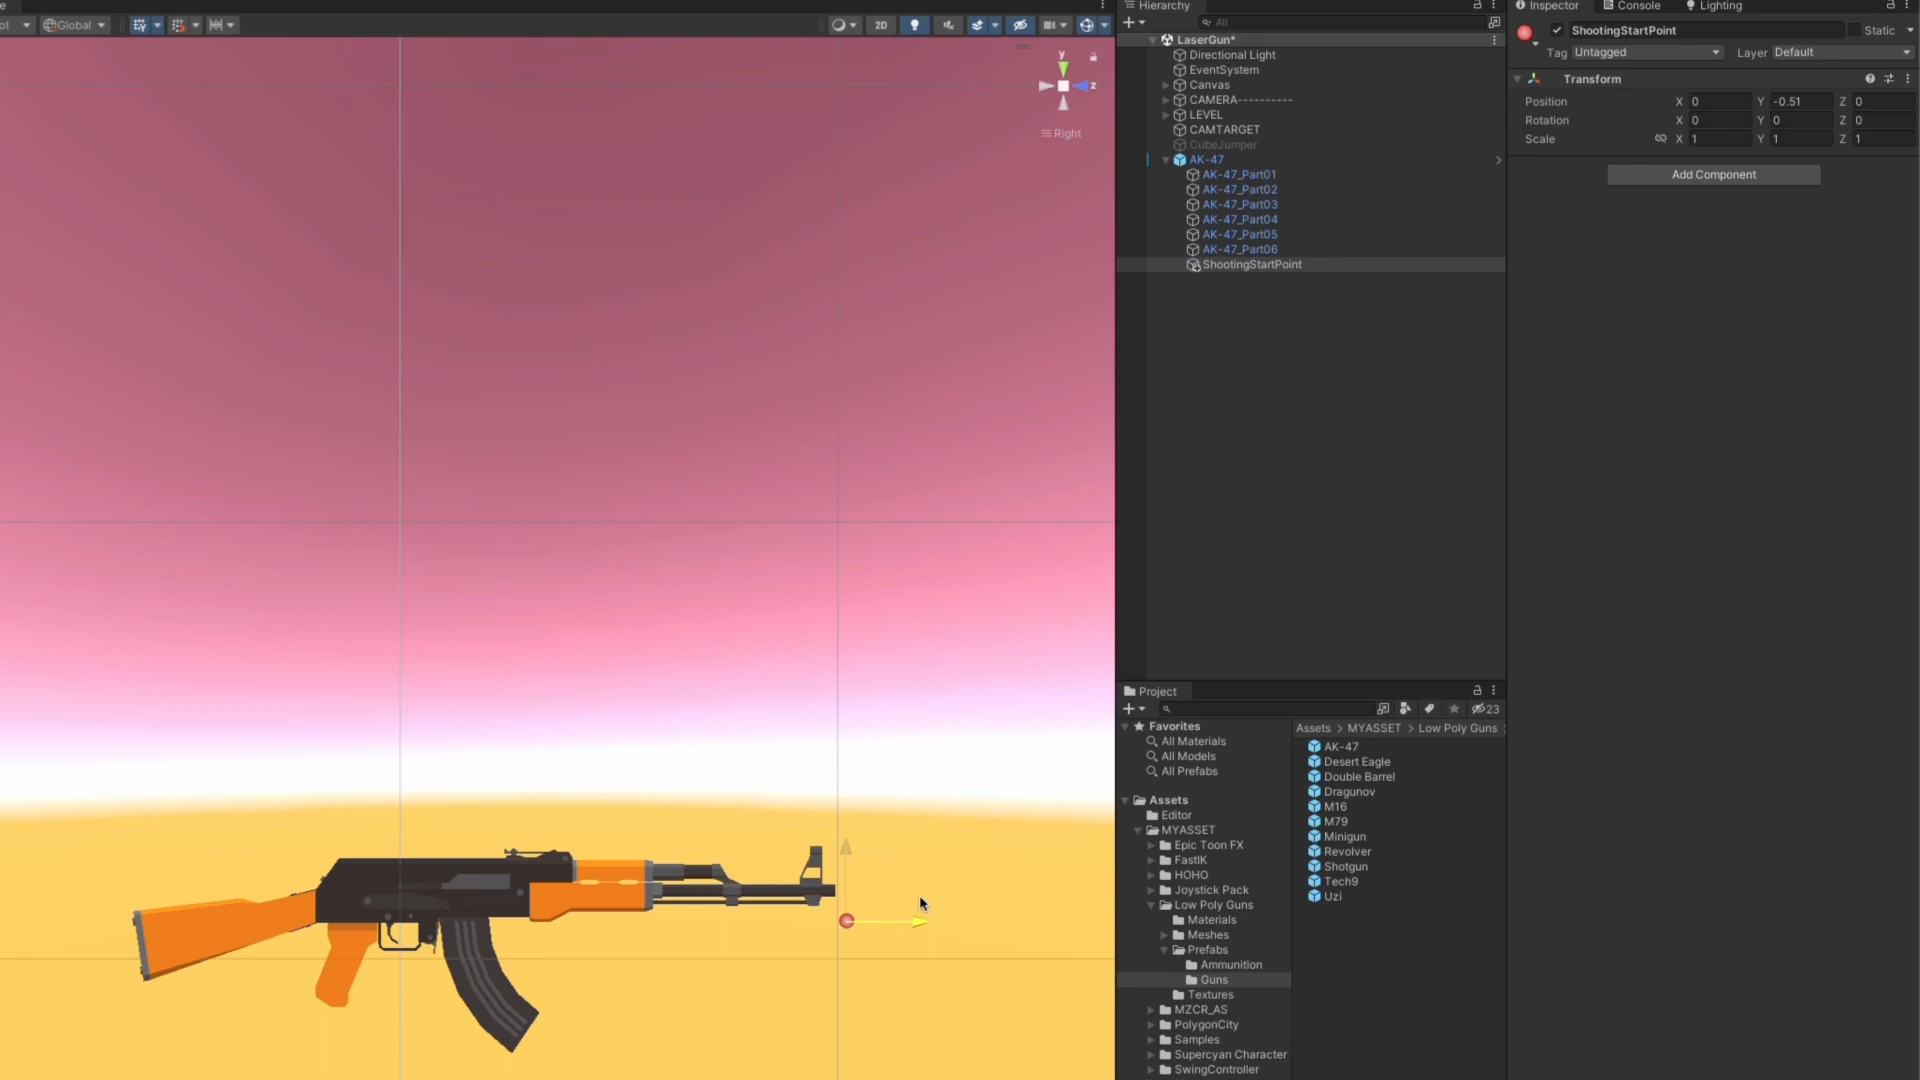 Global
2D
y
z
Right
Hierarchy
All
LaserGun*
Directional Light
EventSystem
Canvas
CAMERA----------
LEVEL
CAMTARGET
CubeJumper
AK-47
AK-47_Part01
AK-47_Part02
AK-47_Part03
AK-47_Part04
AK-47_Part05
AK-47_Part06
ShootingStartPoint
Inspector
Console
Lighting
ShootingStartPoint
Static
Tag Untagged
Layer Default
Transform
Position X 0 Y -0.51 Z 0
Rotation X 0 Y 0 Z 0
Scale X 1 Y 1 Z 1
Add Component
Project
23
Favorites
All Materials
All Models
All Prefabs
Assets
Editor
MYASSET
Epic Toon FX
FastIK
HOHO
Joystick Pack
Low Poly Guns
Materials
Meshes
Prefabs
Ammunition
Guns
Textures
MZCR_AS
PolygonCity
Samples
Supercyan Character
SwingController
Assets > MYASSET > Low Poly Guns
AK-47
Desert Eagle
Double Barrel
Dragunov
M16
M79
Minigun
Revolver
Shotgun
Tech9
Uzi